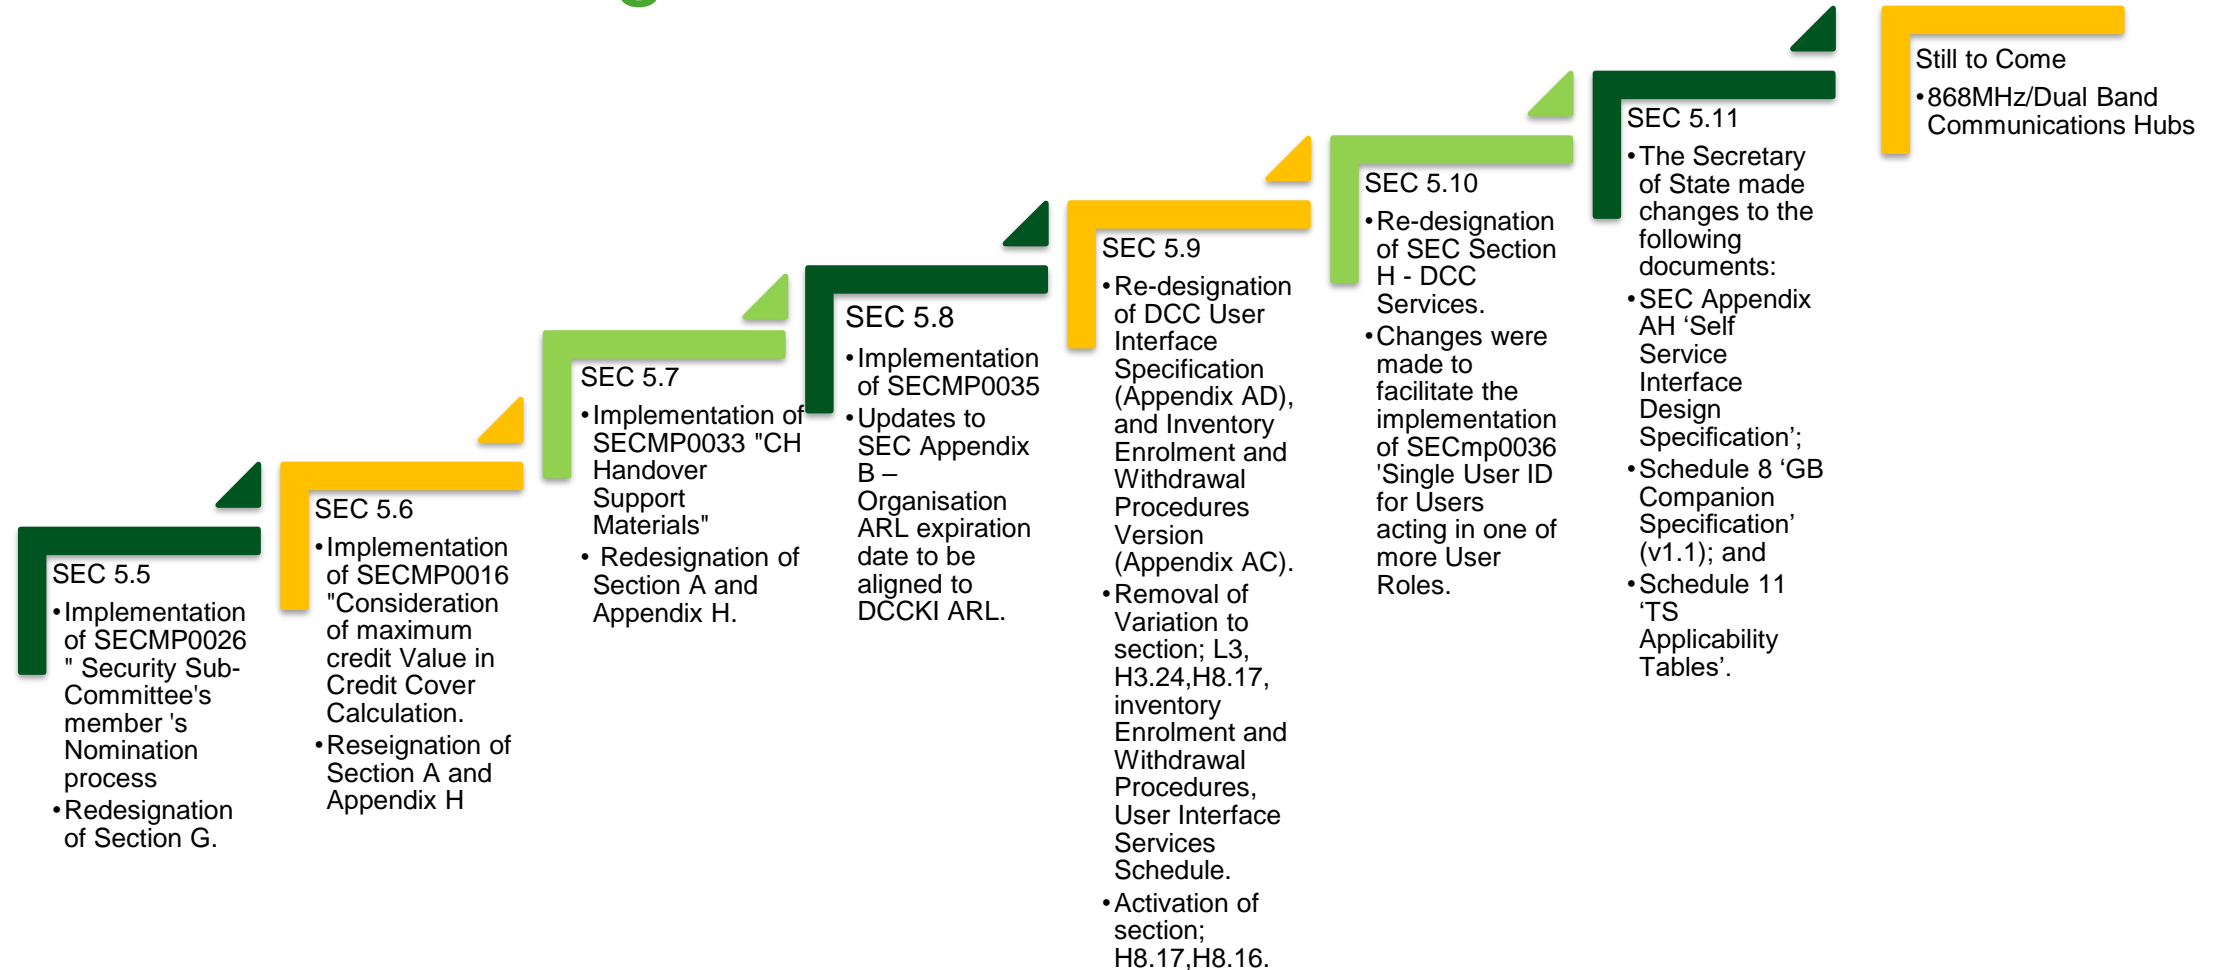 SEC 5.5
•Implementation
of SECMP0026
" Security Sub-
Committee's
member 's
Nomination
process
•Redesignation
of Section G.
SEC 5.6
•Implementation
of SECMP0016
"Consideration
of maximum
credit Value in
Credit Cover
Calculation.
•Reseignation of
Section A and
Appendix H
SEC 5.7
•Implementation of
SECMP0033 "CH
Handover
Support
Materials"
• Redesignation of
Section A and
Appendix H.
SEC 5.8
•Implementation
of SECMP0035
•Updates to
SEC Appendix
B –
Organisation
ARL expiration
date to be
aligned to
DCCKI ARL.
SEC 5.9
•Re-designation
of DCC User
Interface
Specification
(Appendix AD),
and Inventory
Enrolment and
Withdrawal
Procedures
Version
(Appendix AC).
•Removal of
Variation to
section; L3,
H3.24,H8.17,
inventory
Enrolment and
Withdrawal
Procedures,
User Interface
Services
Schedule.
•Activation of
section;
H8.17,H8.16.
SEC 5.10
•Re-designation
of SEC Section
H - DCC
Services.
•Changes were
made to
facilitate the
implementation
of SECmp0036
'Single User ID
for Users
acting in one of
more User
Roles.
SEC 5.11
•The Secretary
of State made
changes to the
following
documents:
•SEC Appendix
AH ‘Self
Service
Interface
Design
Specification’;
•Schedule 8 ‘GB
Companion
Specification’
(v1.1); and
•Schedule 11
‘TS
Applicability
Tables’.
Still to Come
•868MHz/Dual Band
Communications Hubs